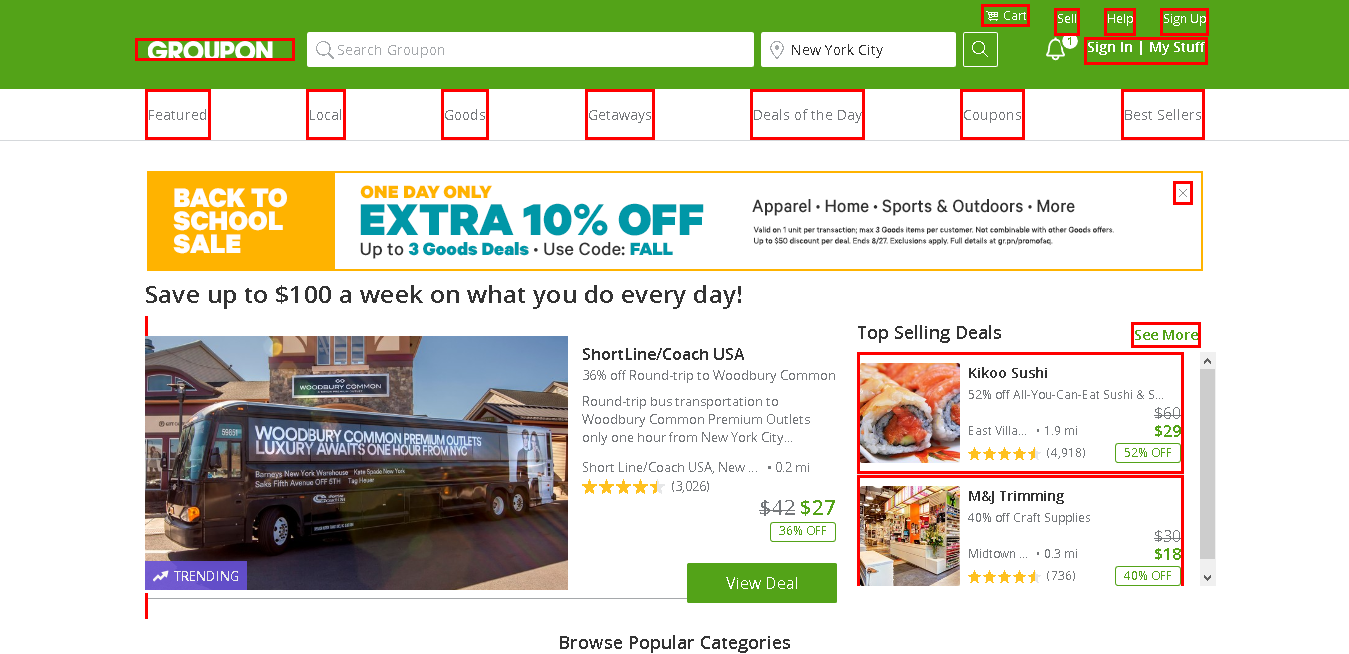 Cart
Sell
Help
Sign Up
GROUPON
Search Groupon
New York City
1
Sign In | My Stuff
Featured
Local
Goods
Getaways
Deals of the Day
Coupons
Best Sellers
BACK TO
SCHOOL
SALE
ONE DAY ONLY
EXTRA 10% OFF
Up to 3 Goods Deals • Use Code: FALL
Apparel • Home • Sports & Outdoors • More
Valid on 1 unit per transaction; max 3 Goods items per customer. Not combinable with other Goods offers.
Up to $50 discount per deal. Ends 8/27. Exclusions apply. Full details at gr.pn/promofaq.
Save up to $100 a week on what you do every day!
WOODBURY COMMON
59851
WOODBURY COMMON PREMIUM OUTLETS
LUXURY AWAITS ONE HOUR FROM NYC
Barneys New York Warehouse Kate Spade New York
Saks Fifth Avenue OFF 5TH Tag Heuer
TRENDING
ShortLine/Coach USA
36% off Round-trip to Woodbury Common
Round-trip bus transportation to
Woodbury Common Premium Outlets
only one hour from New York City...
Short Line/Coach USA, New ... • 0.2 mi
(3,026)
$42 $27
36% OFF
View Deal
Top Selling Deals
See More
Kikoo Sushi
52% off All-You-Can-Eat Sushi & S...
$60
East Villa... • 1.9 mi
$29
(4,918)
52% OFF
M&J Trimming
40% off Craft Supplies
$30
Midtown ... • 0.3 mi
$18
(736)
40% OFF
Browse Popular Categories